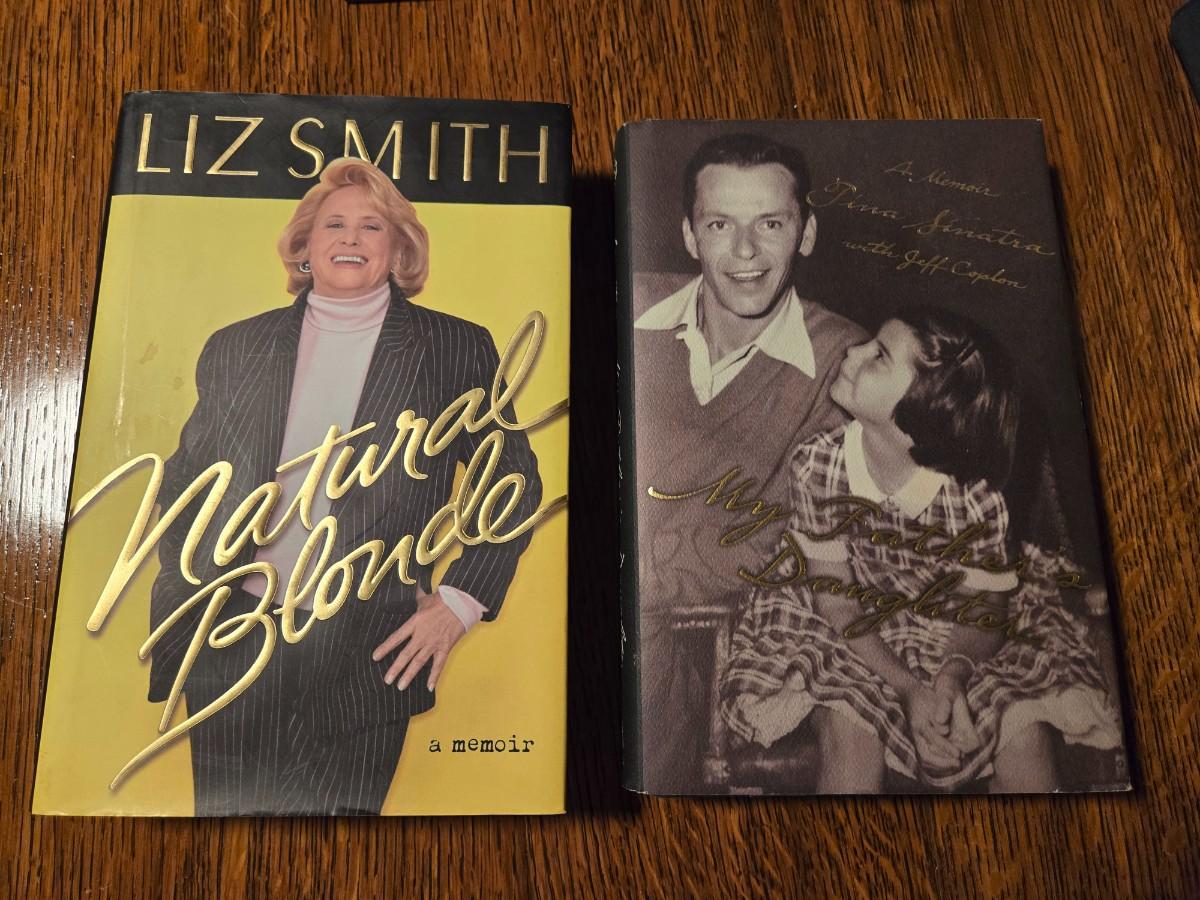 LIZ SMITH
Natural
Blonde
a memoir
A Memoir
Tina Sinatra
with Jeff Coplon
My Father's
Daughter